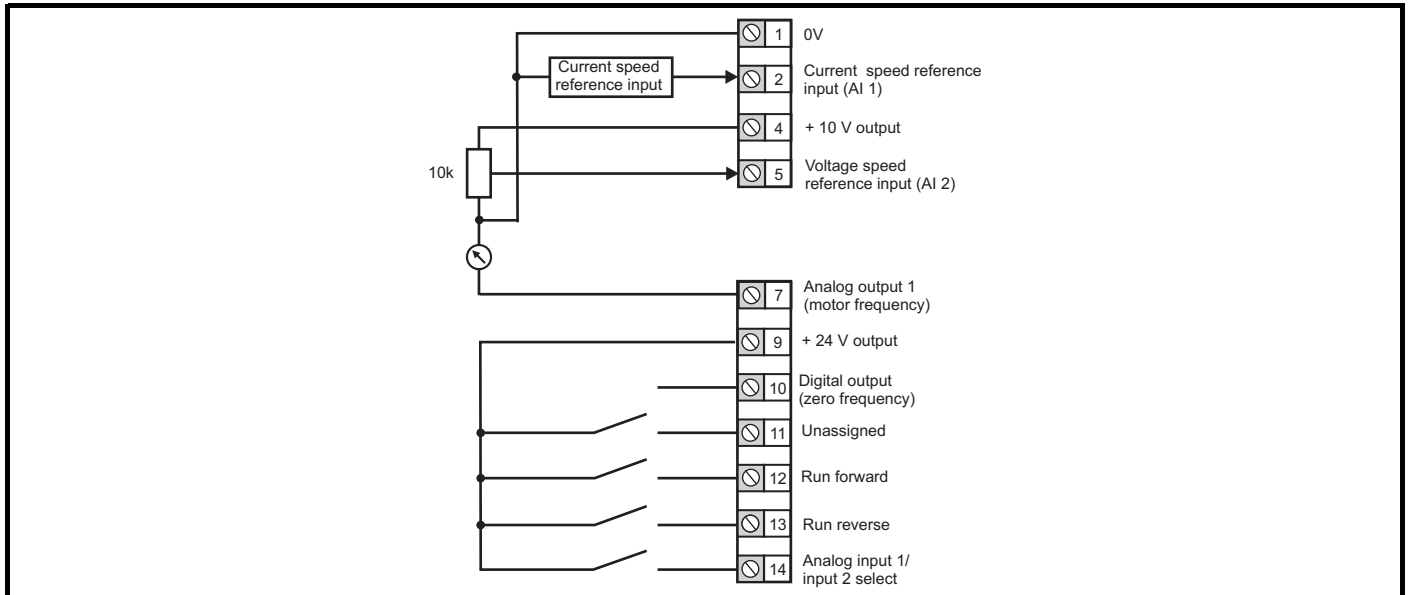 1 0V
Current speed
reference input
2 Current speed reference
input (AI 1)
4 + 10 V output
10k
5 Voltage speed
reference input (AI 2)
7 Analog output 1
(motor frequency)
9 + 24 V output
10 Digital output
(zero frequency)
11 Unassigned
12 Run forward
13 Run reverse
14 Analog input 1/
input 2 select